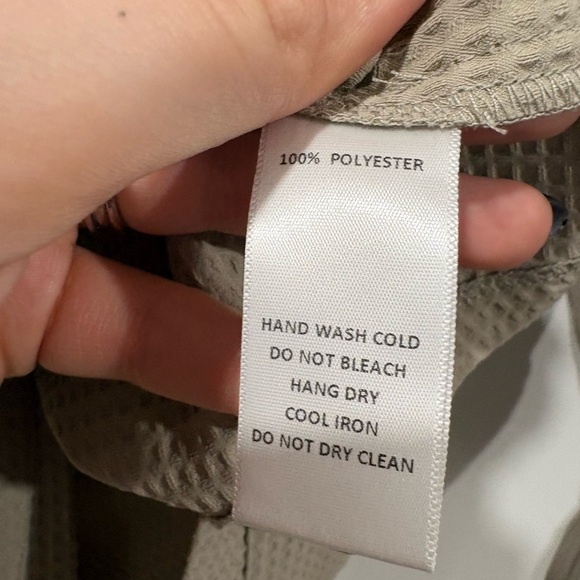 100% POLYESTER
HAND WASH COLD
DO NOT BLEACH
HANG DRY
COOL IRON
DO NOT DRY CLEAN